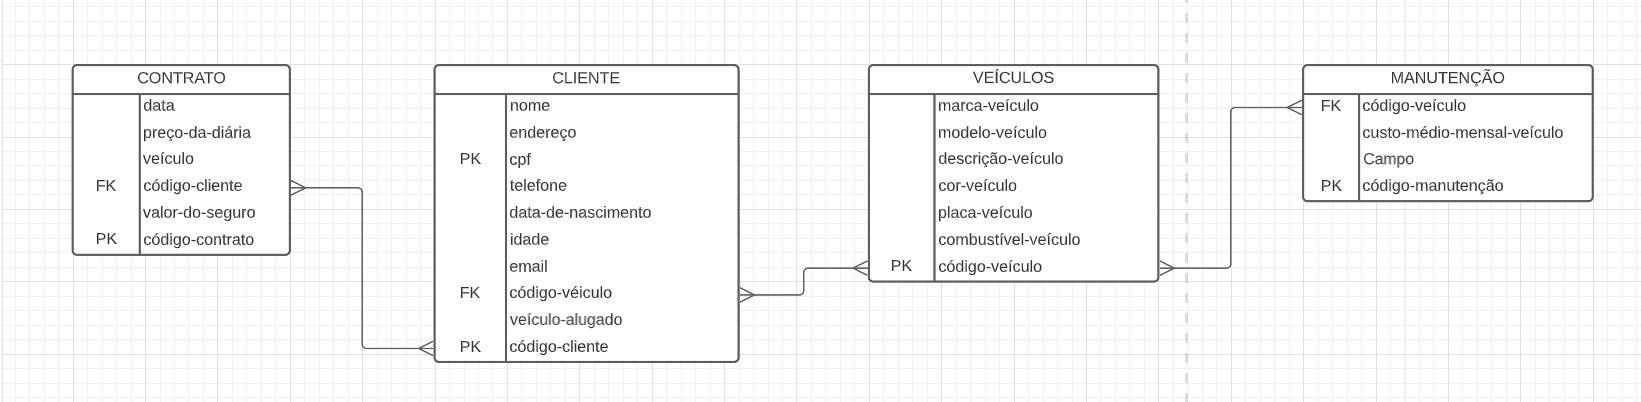 CONTRATO
data
preço-da-diária
veículo
FK código-cliente
valor-do-seguro
PK código-contrato
CLIENTE
nome
endereço
PK cpf
telefone
data-de-nascimento
idade
email
FK código-véiculo
veículo-alugado
PK código-cliente
VEÍCULOS
marca-veículo
modelo-veículo
descrição-veículo
cor-veículo
placa-veículo
combustível-veículo
PK código-veículo
MANUTENÇÃO
FK código-veículo
custo-médio-mensal-veículo
Campo
PK código-manutenção